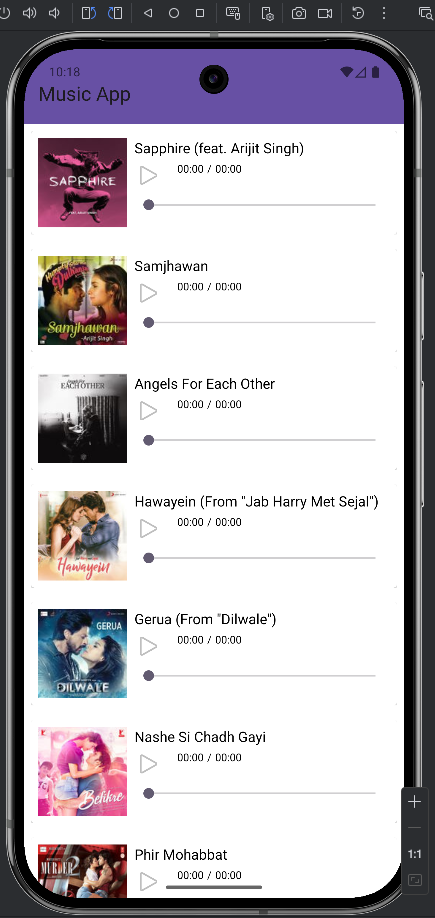 10:18
Music App
SAPPHIRE
Sapphire (feat. Arijit Singh)
00:00 / 00:00
Samjhawan
-Arijit Singh
Samjhawan
00:00 / 00:00
EACH OTHER
Angels For Each Other
00:00 / 00:00
Hawayein
Hawayein (From "Jab Harry Met Sejal")
00:00 / 00:00
GERUA
DILWALE
Gerua (From "Dilwale")
00:00 / 00:00
Befikre
Nashe Si Chadh Gayi
00:00 / 00:00
MURDER 2
Phir Mohabbat
00:00 / 00:00
1:1